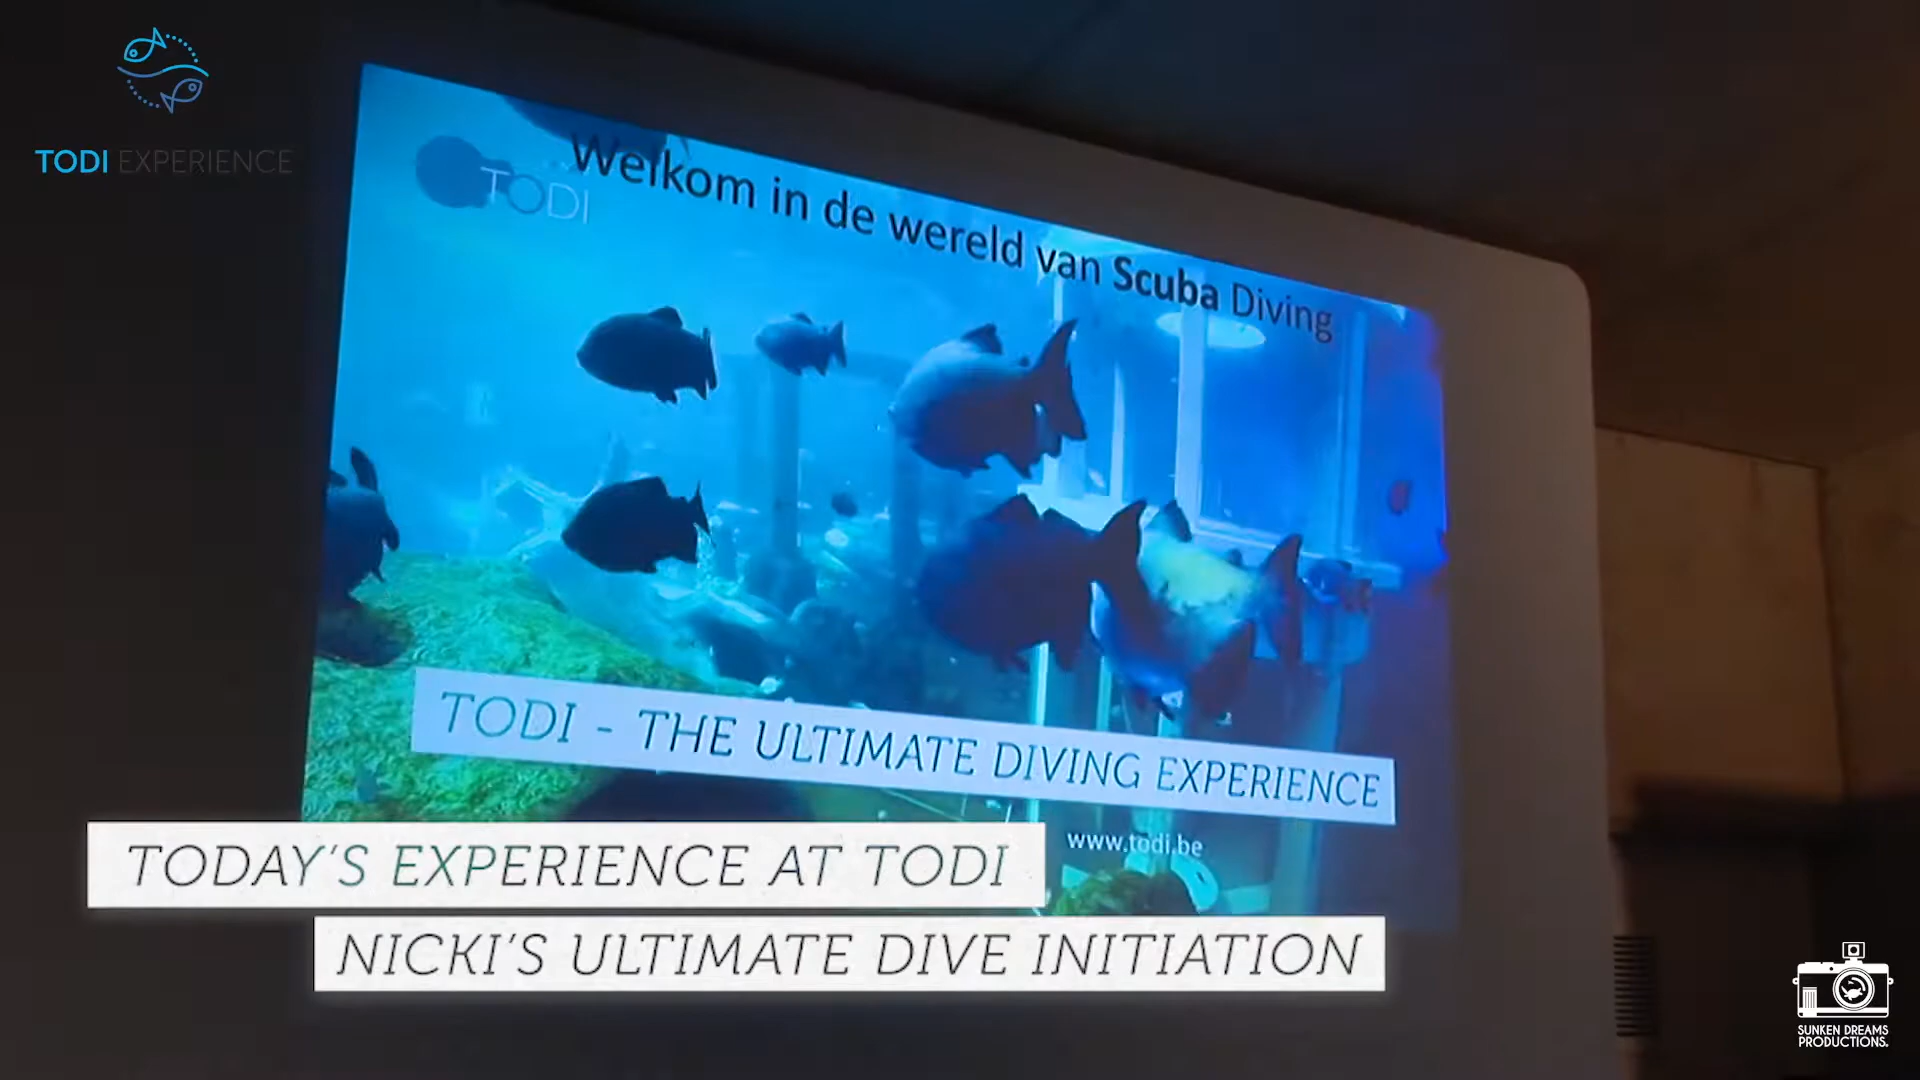 TODI EXPERIENCE
Welkom in de wereld van Scuba Diving
TODI
TODI - THE ULTIMATE DIVING EXPERIENCE
www.todi.be
TODAY'S EXPERIENCE AT TODI
NICKI'S ULTIMATE DIVE INITIATION
SUNKEN DREAMS
PRODUCTIONS.